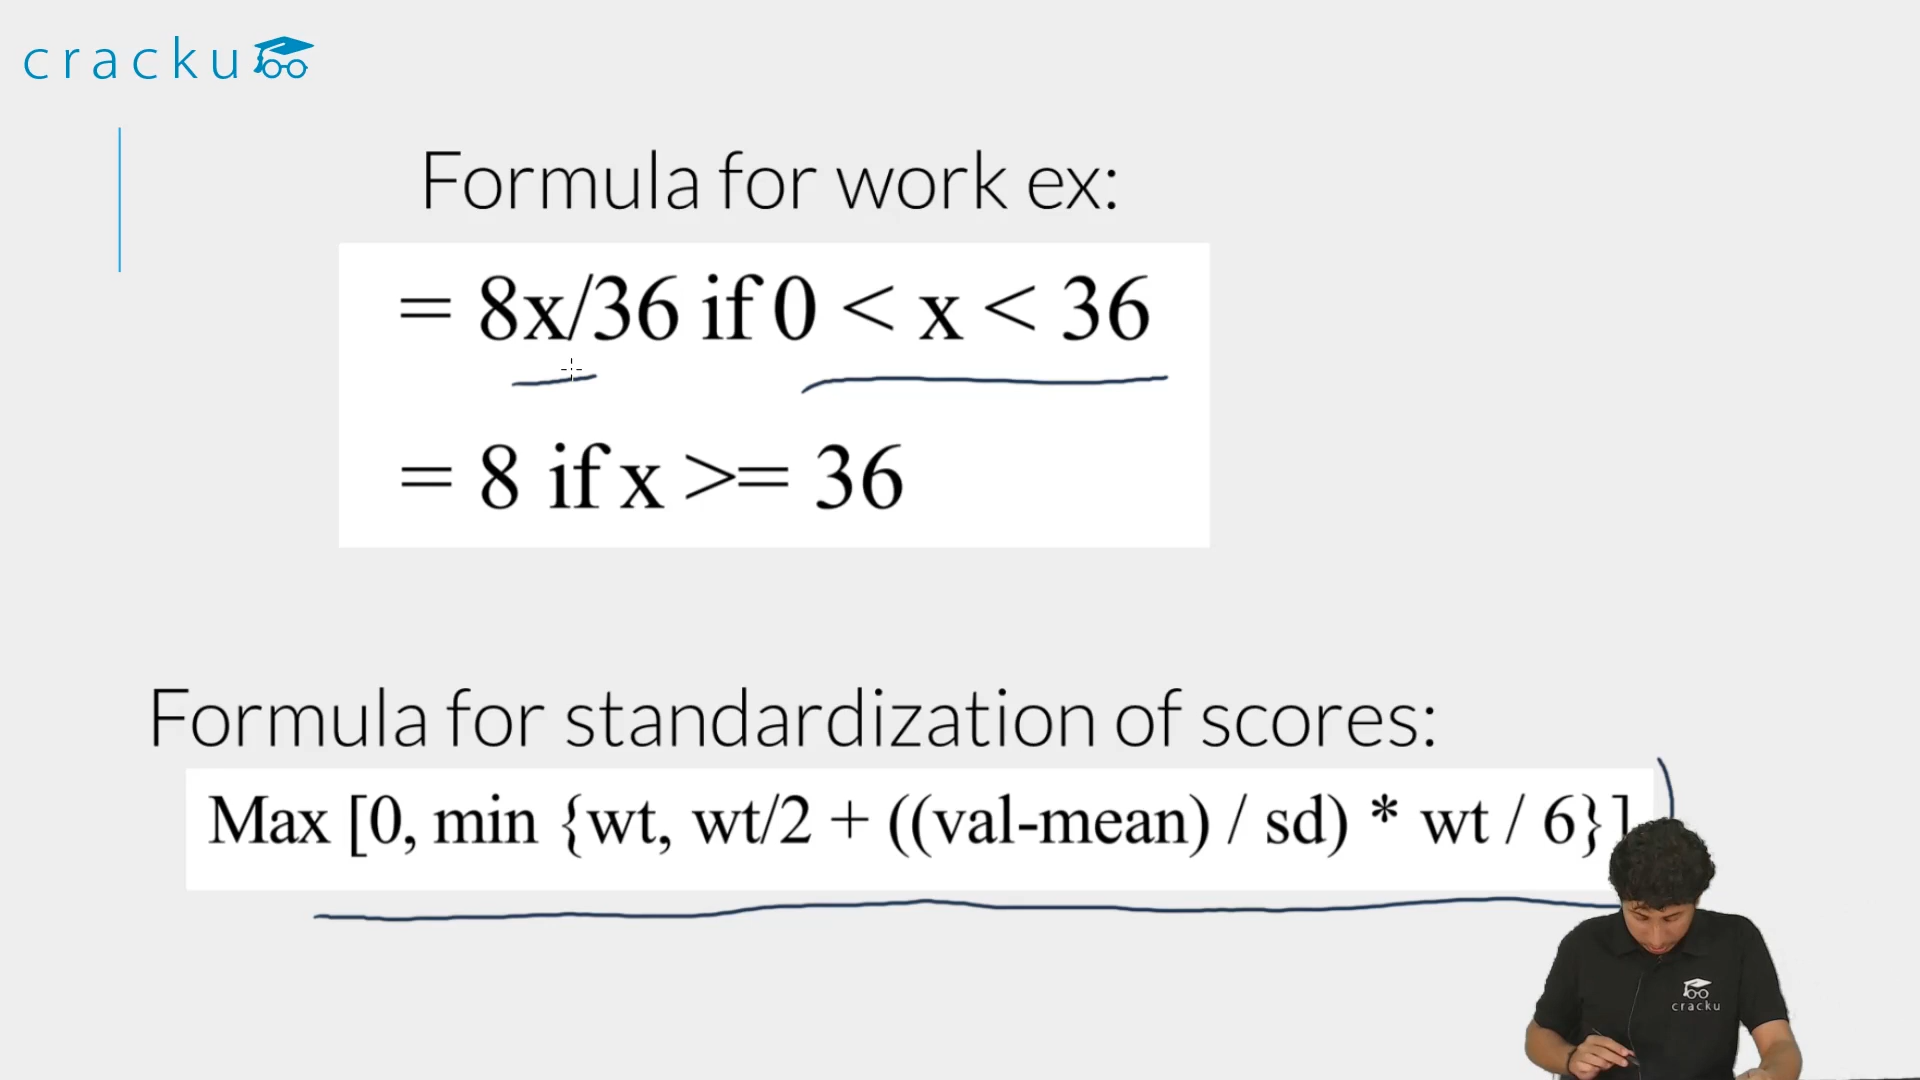 cracku
Formula for work ex:
= 8x/36 if 0 < x < 36
= 8 if x >= 36
Formula for standardization of scores:
Max [0, min {wt, wt/2 + ((val-mean) / sd) * wt / 6}]
cracku